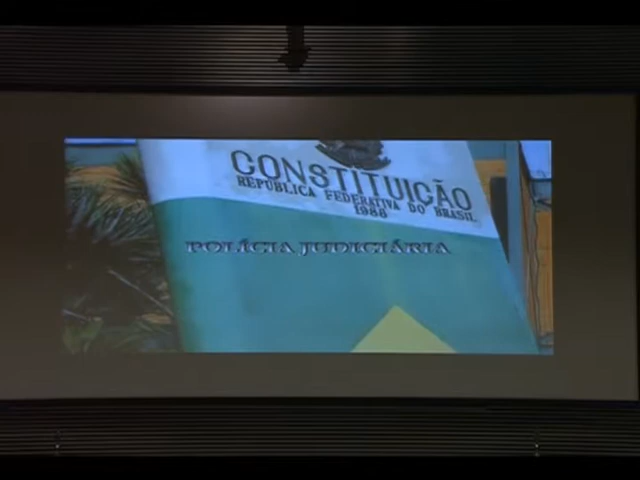 CONSTITUIÇÃO
REPÚBLICA FEDERATIVA DO BRASIL
1988
POLÍCIA JUDICIÁRIA